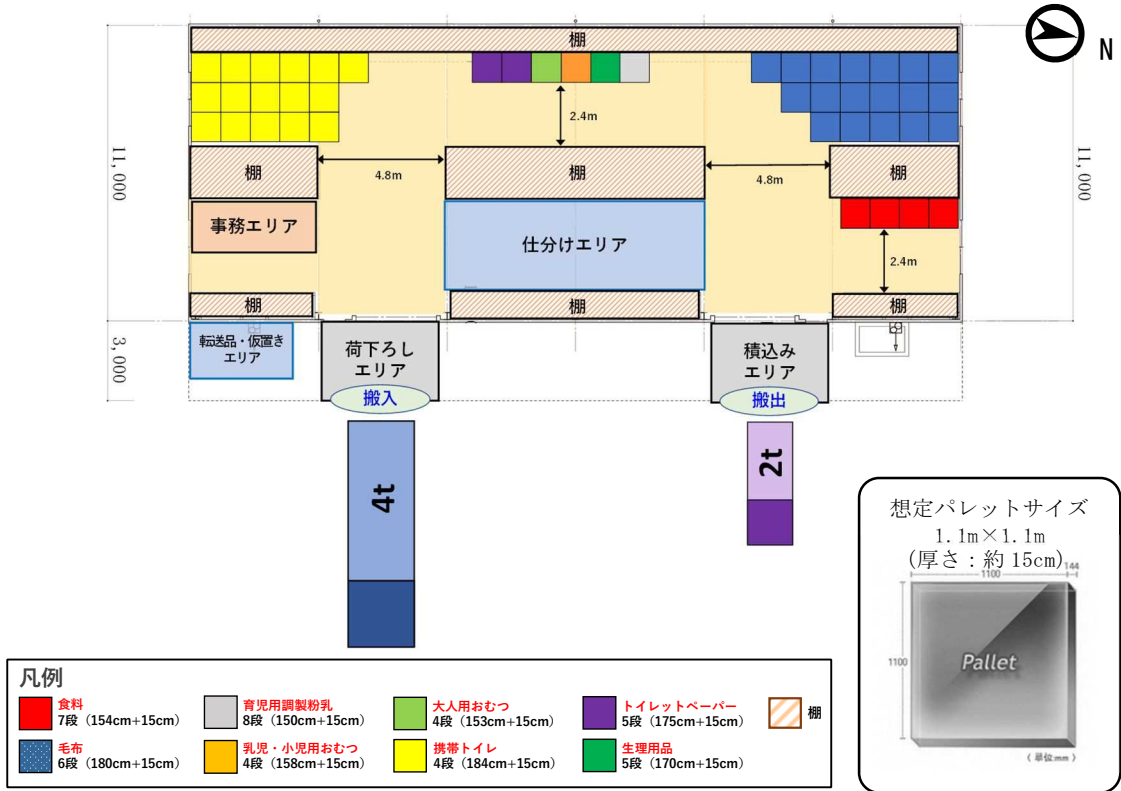 N
棚
2.4m
11,000
11,000
棚
棚
棚
4.8m
4.8m
事務エリア
仕分けエリア
2.4m
棚
棚
棚
3,000
転送品・仮置き
エリア
荷下ろし
エリア
積込み
エリア
搬入
搬出
4t
2t
想定パレットサイズ
1.1m×1.1m
(厚さ：約15cm)
1100
144
1100
Pallet
( 単位:mm )
凡例
食料
7段（154cm+15cm）
育児用調製粉乳
8段（150cm+15cm）
大人用おむつ
4段（153cm+15cm）
トイレットペーパー
5段（175cm+15cm）
棚
毛布
6段（180cm+15cm）
乳児・小児用おむつ
4段（158cm+15cm）
携帯トイレ
4段（184cm+15cm）
生理用品
5段（170cm+15cm）